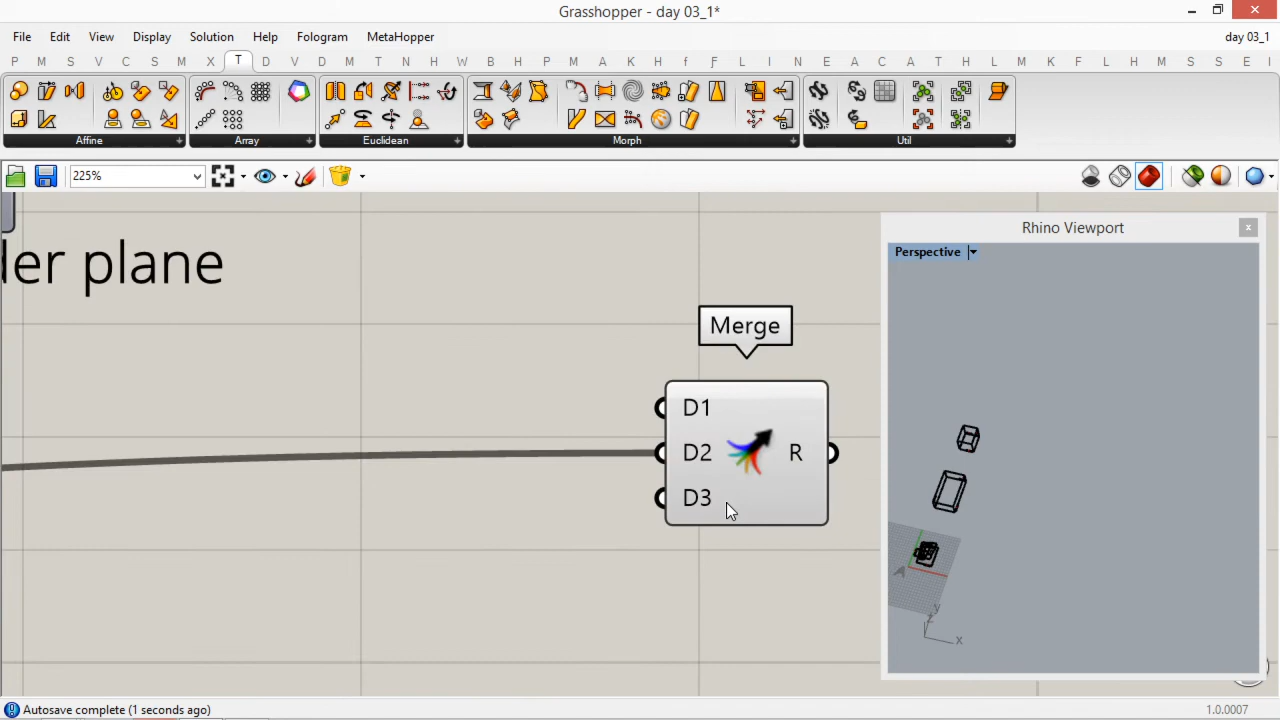 Grasshopper - day 03_1*
File Edit View Display Solution Help Fologram MetaHopper day 03_1
P M S V C S M X T D V C D M T N M H W B P M A K H f F L I N E A C A P L M T H L M H P M S S V H E I
Affine Array Euclidean Morph Util
225%
Rhino Viewport
Perspective
der plane
Merge
D1
D2 R
D3
y
z
x
Autosave complete (1 seconds ago) 1.0.0007